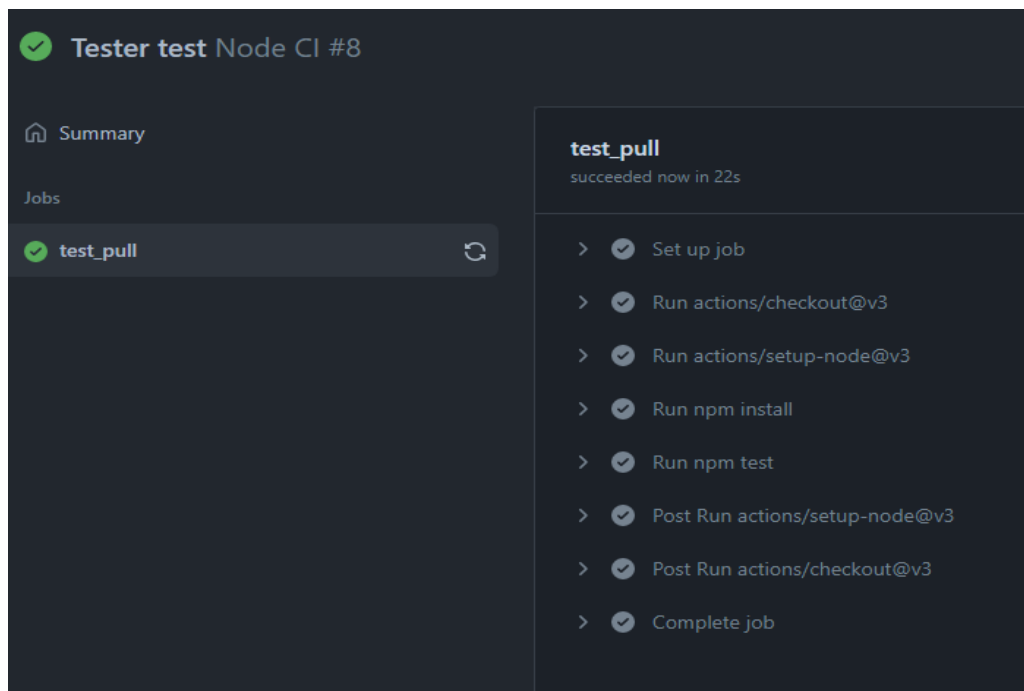 Tester test Node CI #8
Summary
Jobs
test_pull
test_pull
succeeded now in 22s
Set up job
Run actions/checkout@v3
Run actions/setup-node@v3
Run npm install
Run npm test
Post Run actions/setup-node@v3
Post Run actions/checkout@v3
Complete job